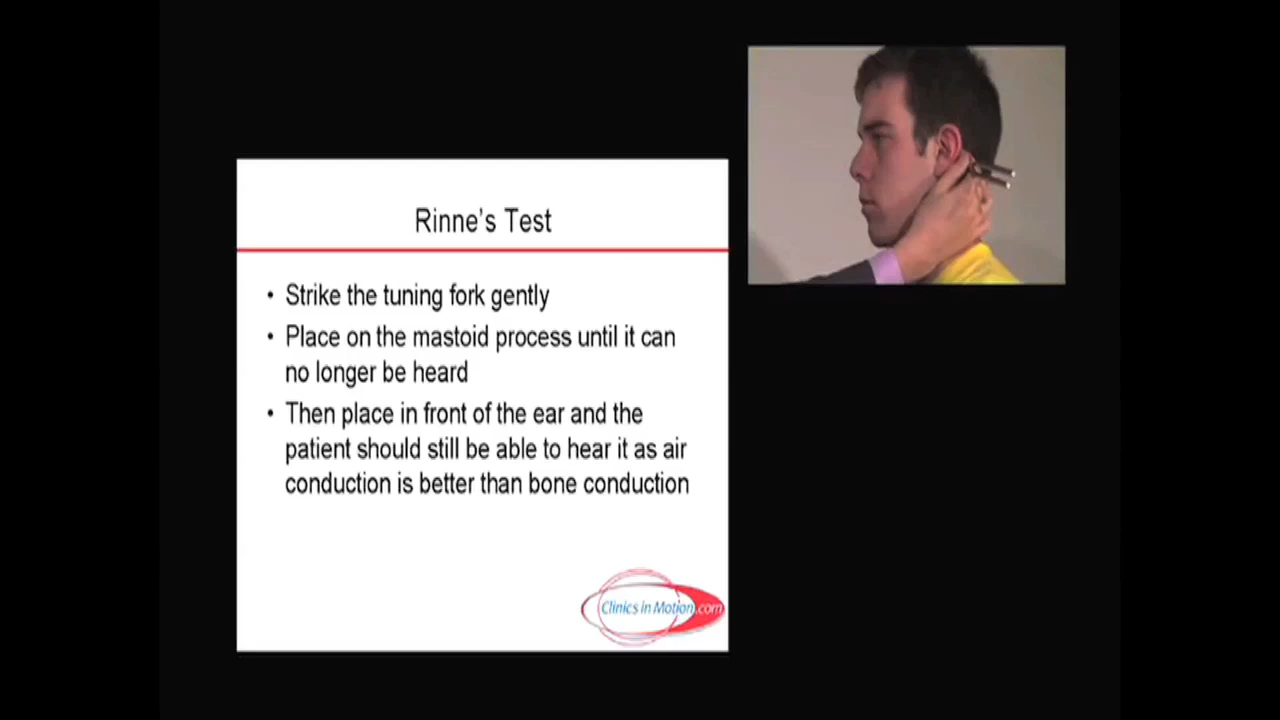 Rinne's Test
• Strike the tuning fork gently
• Place on the mastoid process until it can
no longer be heard
• Then place in front of the ear and the
patient should still be able to hear it as air
conduction is better than bone conduction
Clinics in Motion.com